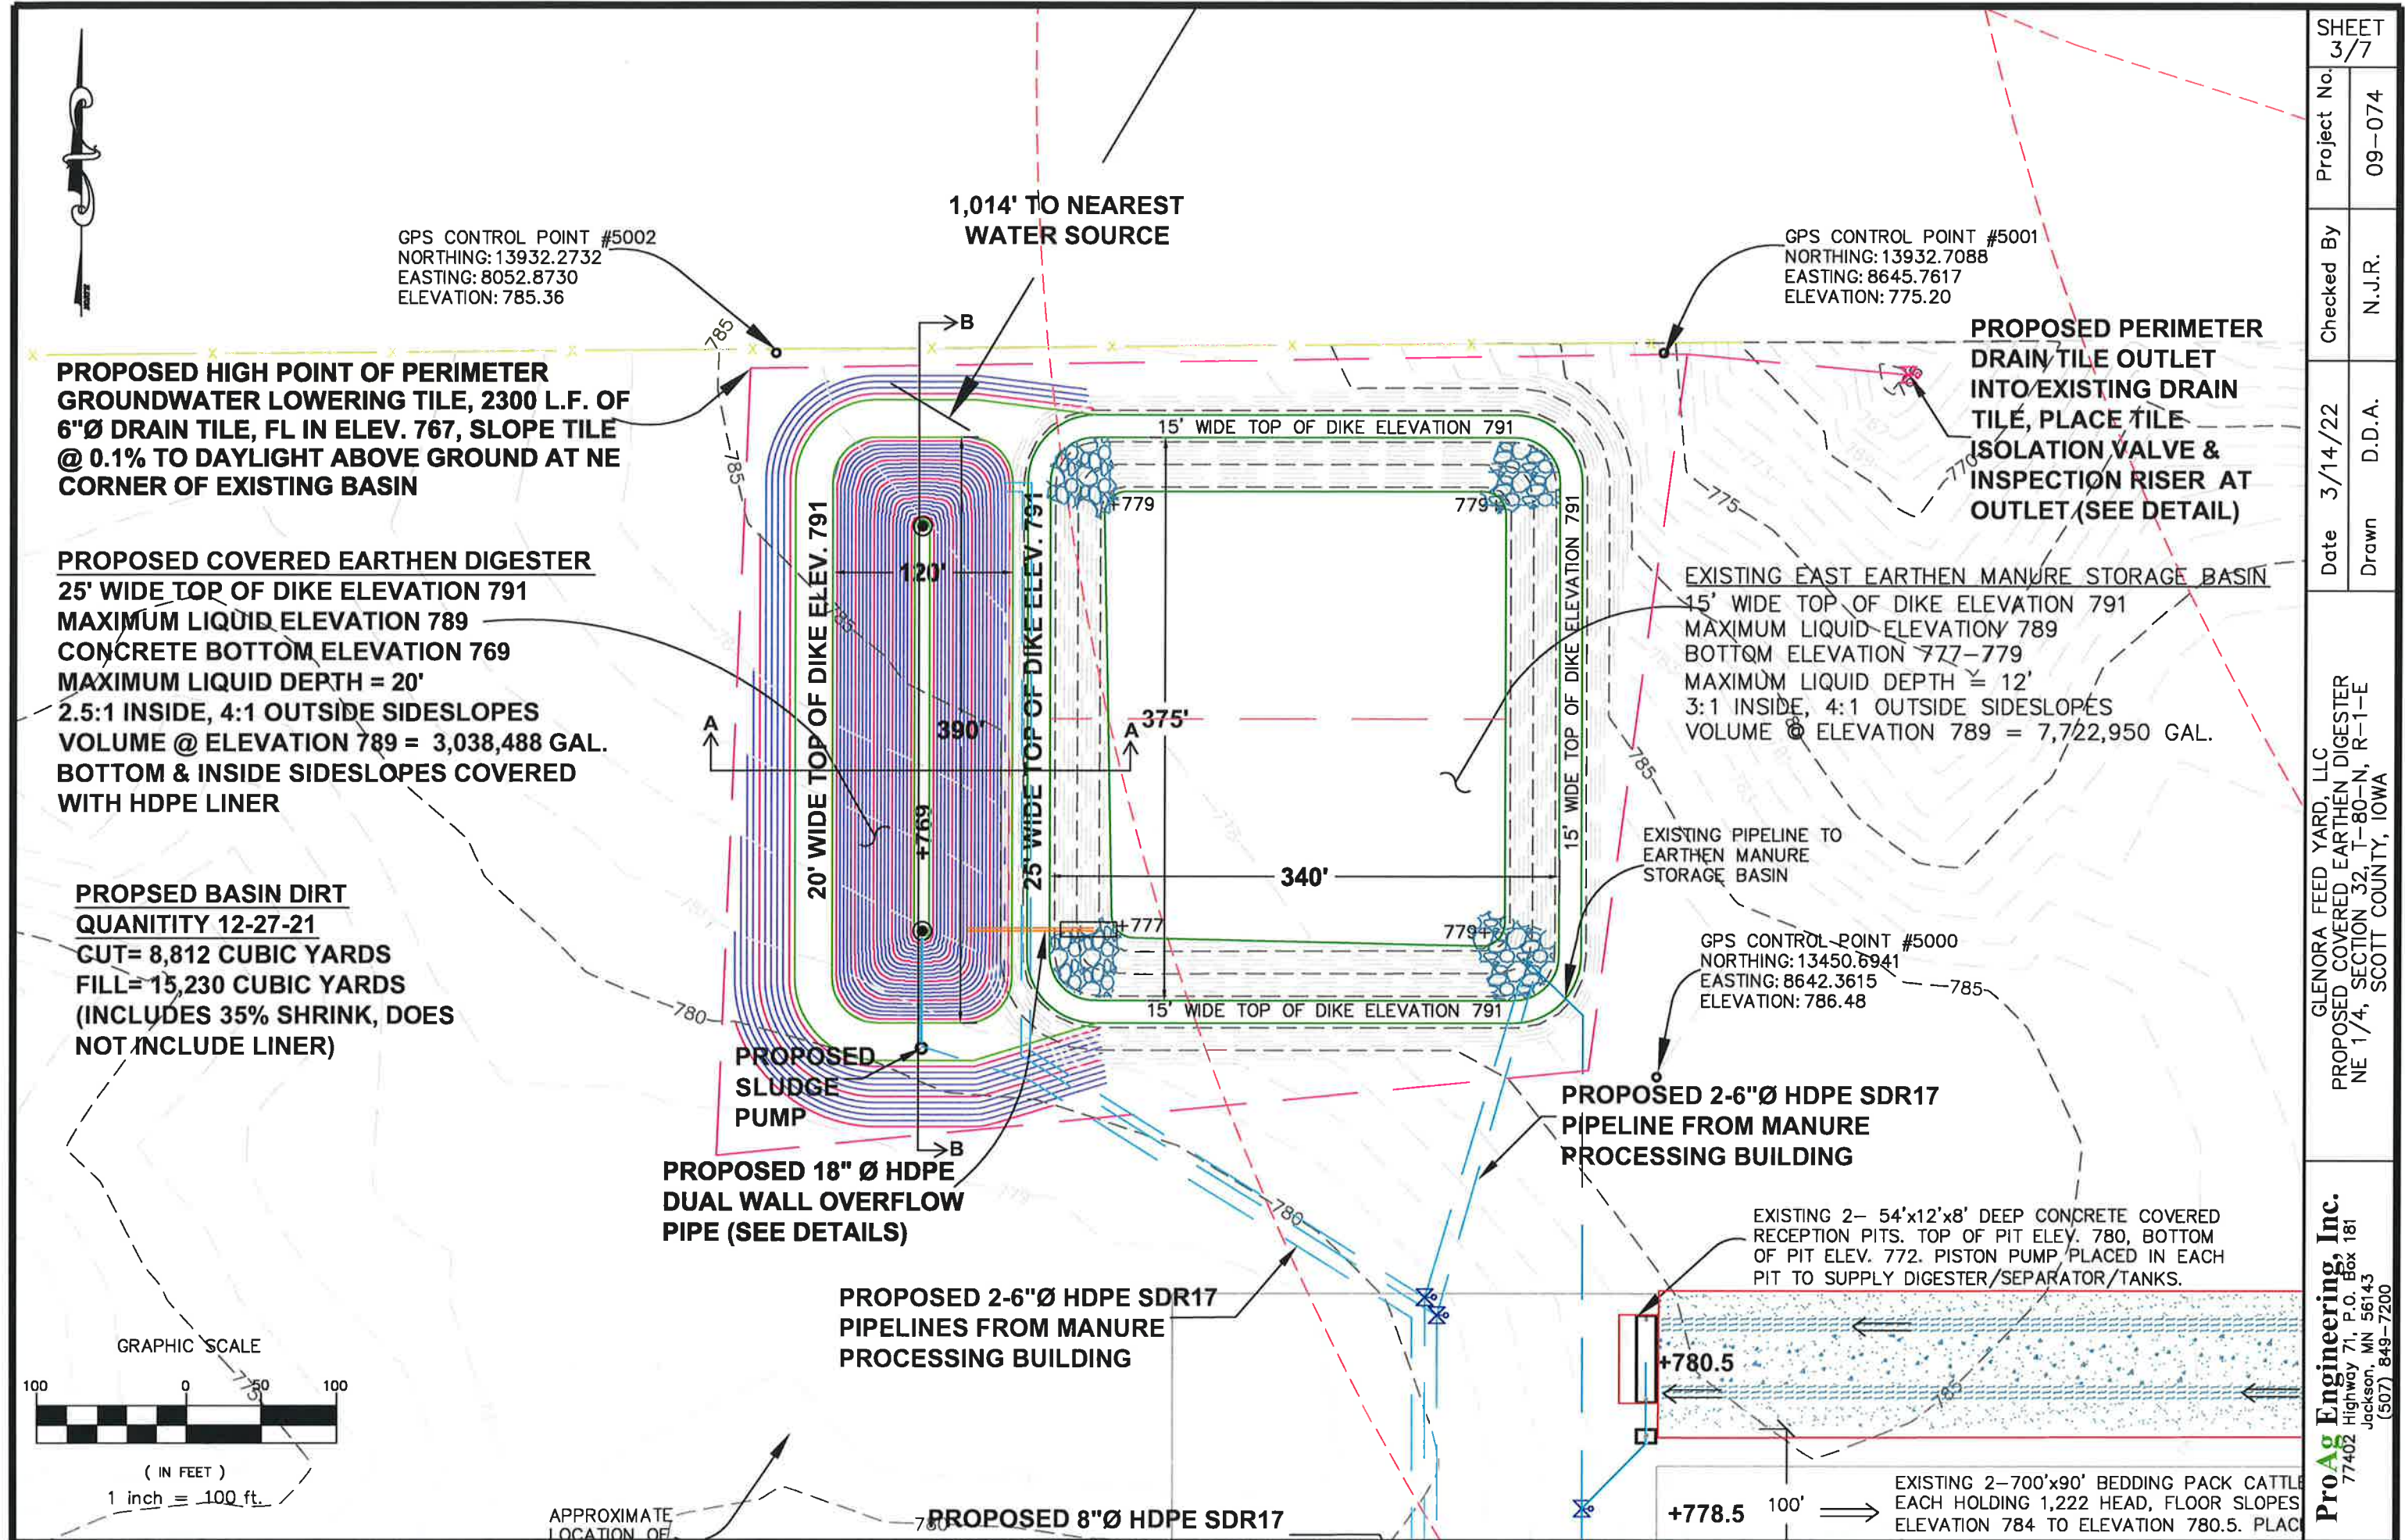 SHEET
3/7
Project No.
09-074
Checked By
N.J.R.
Date
3/14/22
Drawn
D.D.A.
GLENORA FEED YARD, LLC
PROPOSED COVERED EARTHEN DIGESTER
NE 1/4, SECTION 32, T-80-N, R-1-E
SCOTT COUNTY, IOWA
ProAg Engineering, Inc.
77402 Highway 71, P.O. Box 181
Jackson, MN 56143
(507) 849-7200
NORTH
1,014' TO NEAREST
WATER SOURCE
GPS CONTROL POINT #5002
NORTHING: 13932.2732
EASTING: 8052.8730
ELEVATION: 785.36
GPS CONTROL POINT #5001
NORTHING: 13932.7088
EASTING: 8645.7617
ELEVATION: 775.20
PROPOSED HIGH POINT OF PERIMETER
GROUNDWATER LOWERING TILE, 2300 L.F. OF
6"Ø DRAIN TILE, FL IN ELEV. 767, SLOPE TILE
@ 0.1% TO DAYLIGHT ABOVE GROUND AT NE
CORNER OF EXISTING BASIN
PROPOSED PERIMETER
DRAIN TILE OUTLET
INTO EXISTING DRAIN
TILE, PLACE TILE
ISOLATION VALVE &
INSPECTION RISER AT
OUTLET (SEE DETAIL)
PROPOSED COVERED EARTHEN DIGESTER
25' WIDE TOP OF DIKE ELEVATION 791
MAXIMUM LIQUID ELEVATION 789
CONCRETE BOTTOM ELEVATION 769
MAXIMUM LIQUID DEPTH = 20'
2.5:1 INSIDE, 4:1 OUTSIDE SIDESLOPES
VOLUME @ ELEVATION 789 = 3,038,488 GAL.
BOTTOM & INSIDE SIDESLOPES COVERED
WITH HDPE LINER
EXISTING EAST EARTHEN MANURE STORAGE BASIN
15' WIDE TOP OF DIKE ELEVATION 791
MAXIMUM LIQUID ELEVATION 789
BOTTOM ELEVATION 777-779
MAXIMUM LIQUID DEPTH = 12'
3:1 INSIDE, 4:1 OUTSIDE SIDESLOPES
VOLUME @ ELEVATION 789 = 7,722,950 GAL.
PROPSED BASIN DIRT
QUANITITY 12-27-21
CUT= 8,812 CUBIC YARDS
FILL= 15,230 CUBIC YARDS
(INCLUDES 35% SHRINK, DOES
NOT INCLUDE LINER)
B
B
A
A
20' WIDE TOP OF DIKE ELEV. 791
25' WIDE TOP OF DIKE ELEV. 791
15' WIDE TOP OF DIKE ELEVATION 791
15' WIDE TOP OF DIKE ELEVATION 791
15' WIDE TOP OF DIKE ELEVATION 791
120'
390'
375'
340'
+769
+779
779+
+777
779+
785
785
785
775
770
785
785
780
780
785
775
780
EXISTING PIPELINE TO
EARTHEN MANURE
STORAGE BASIN
GPS CONTROL POINT #5000
NORTHING: 13450.6941
EASTING: 8642.3615
ELEVATION: 786.48
PROPOSED
SLUDGE
PUMP
PROPOSED 18" Ø HDPE
DUAL WALL OVERFLOW
PIPE (SEE DETAILS)
PROPOSED 2-6"Ø HDPE SDR17
PIPELINE FROM MANURE
PROCESSING BUILDING
PROPOSED 2-6"Ø HDPE SDR17
PIPELINES FROM MANURE
PROCESSING BUILDING
EXISTING 2- 54'x12'x8' DEEP CONCRETE COVERED
RECEPTION PITS. TOP OF PIT ELEV. 780, BOTTOM
OF PIT ELEV. 772. PISTON PUMP PLACED IN EACH
PIT TO SUPPLY DIGESTER/SEPARATOR/TANKS.
+780.5
+778.5
100'
EXISTING 2-700'x90' BEDDING PACK CATTLE
EACH HOLDING 1,222 HEAD, FLOOR SLOPES
ELEVATION 784 TO ELEVATION 780.5. PLAC
GRAPHIC SCALE
100 0 50 100
( IN FEET )
1 inch = 100 ft.
APPROXIMATE
LOCATION OF
PROPOSED 8"Ø HDPE SDR17